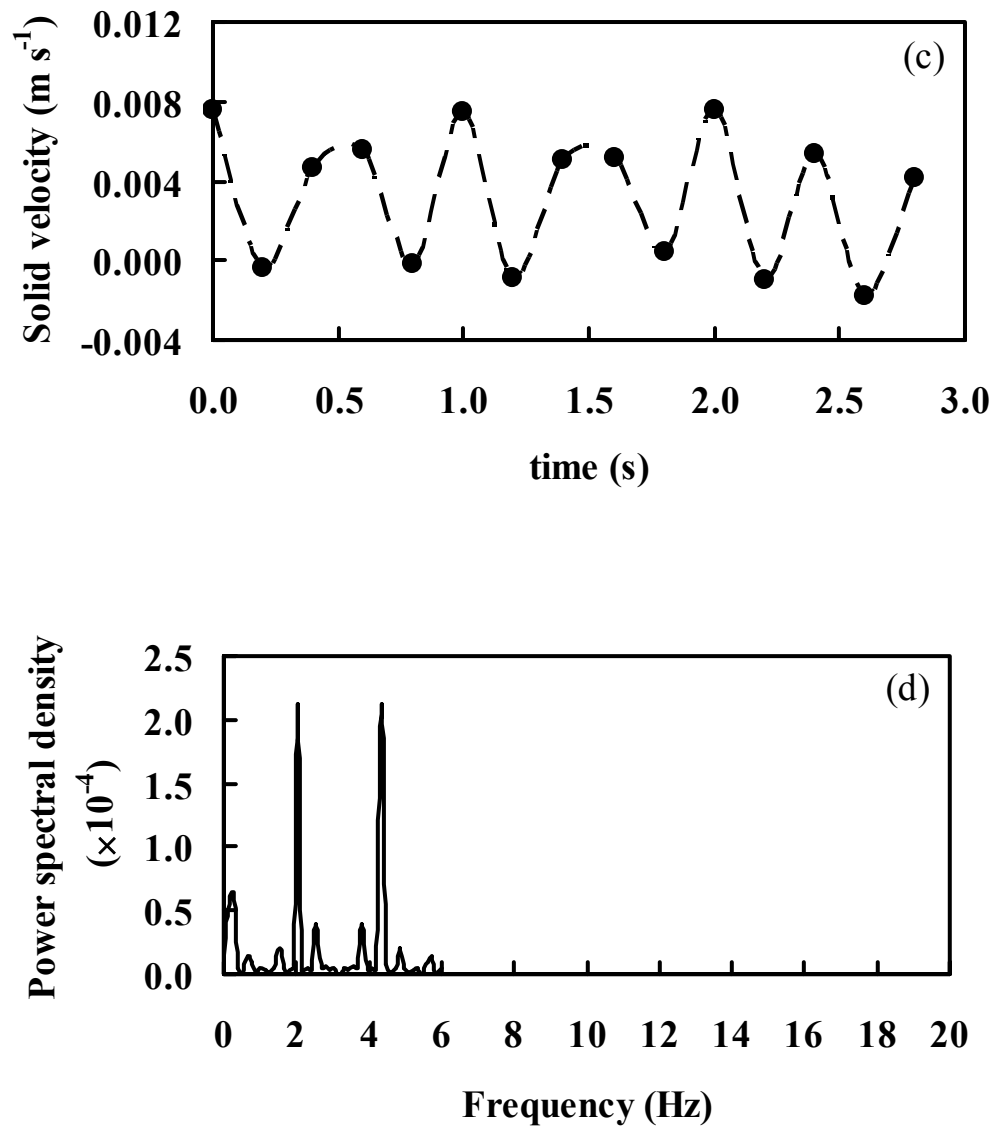 (c)
Solid velocity (m s⁻¹)
0.012
0.008
0.004
0.000
-0.004
0.0 0.5 1.0 1.5 2.0 2.5 3.0
time (s)
(d)
Power spectral density
(×10⁻⁴)
2.5
2.0
1.5
1.0
0.5
0.0
0 2 4 6 8 10 12 14 16 18 20
Frequency (Hz)